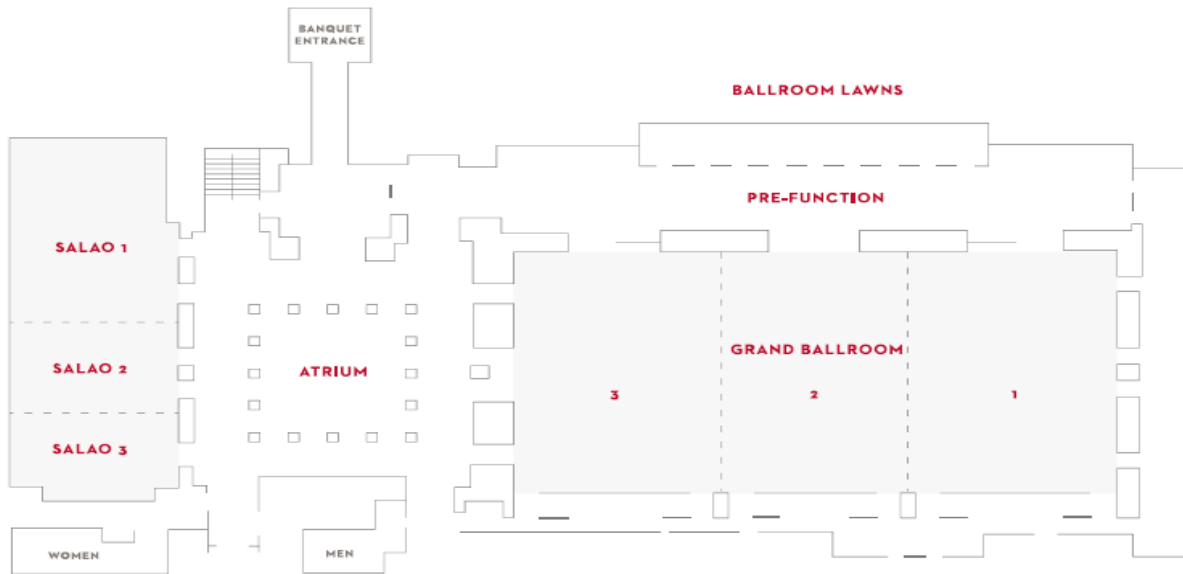 BANQUET
ENTRANCE
BALLROOM LAWNS
PRE-FUNCTION
SALAO 1
SALAO 2
SALAO 3
ATRIUM
GRAND BALLROOM
3
2
1
WOMEN
MEN